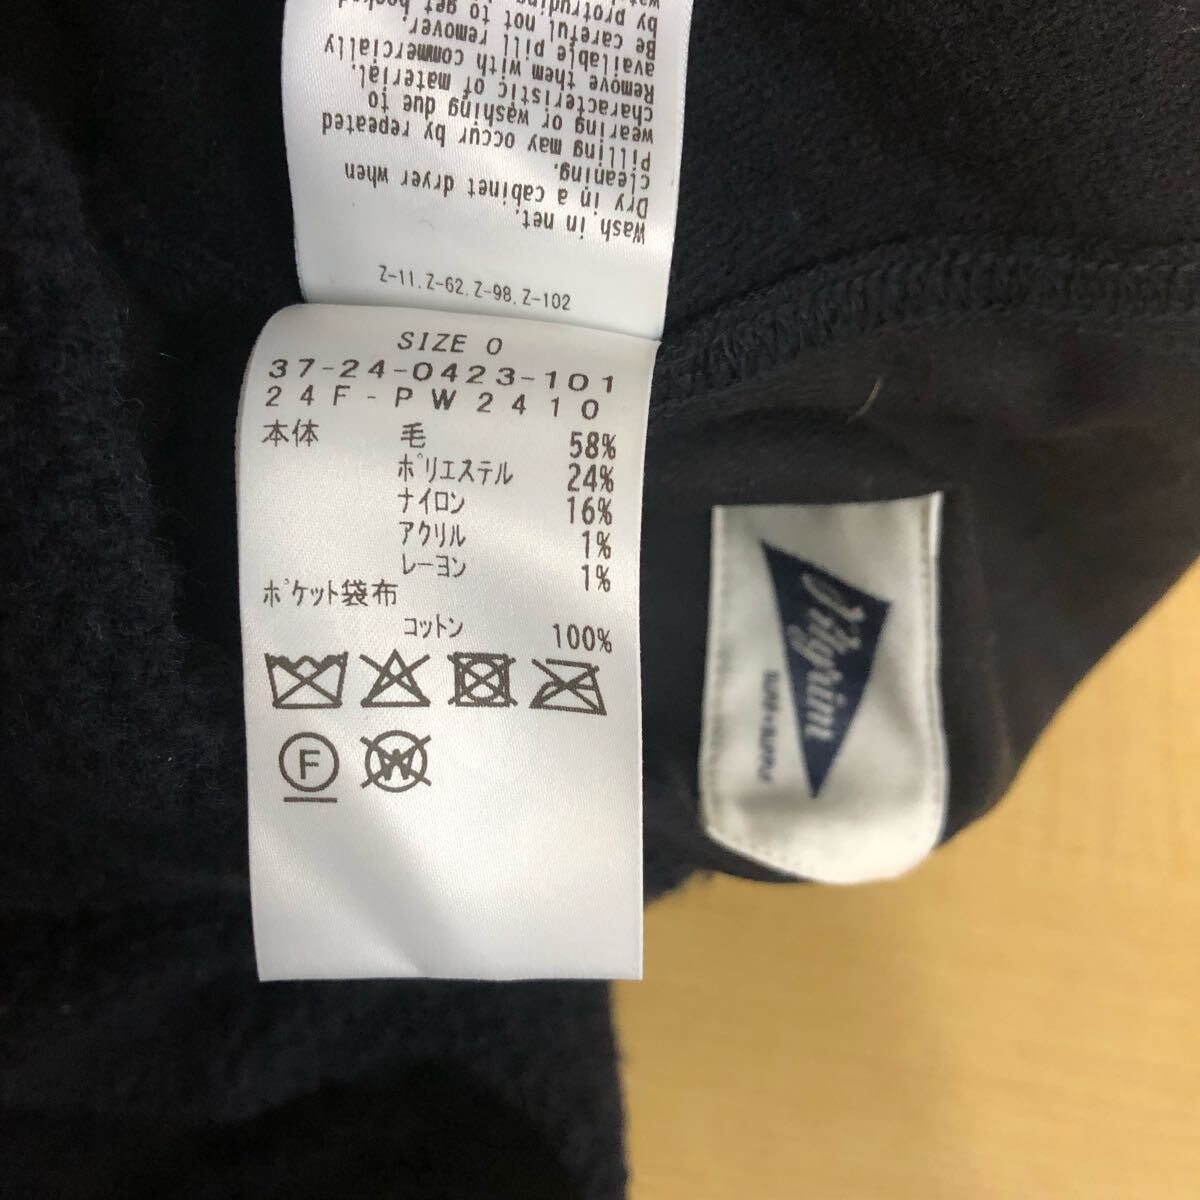 Wash in net.
Dry in a cabinet dryer when
cleaning.
pilling may occur by repeated
wearing or washing due to
characteristic of material.
Remove them with commercially
available pill remover.
Be careful not to get hooked
by protruding
Z-11, Z-62, Z-98, Z-102
SIZE 0
37-24-0423-101
24F-PW2410
本体 毛 58%
ポリエステル 24%
ナイロン 16%
アクリル 1%
レーヨン 1%
ポケット袋布
コットン 100%
F
W
Pilgrim
SURF+SUPPLY